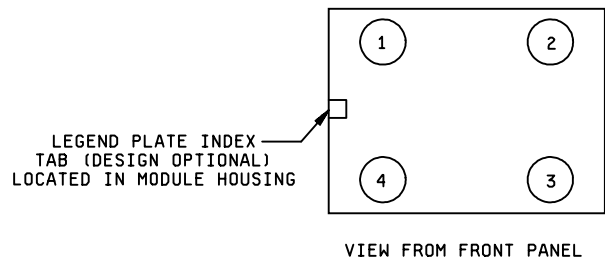 1
2
LEGEND PLATE INDEX
TAB (DESIGN OPTIONAL)
LOCATED IN MODULE HOUSING
4
3
VIEW FROM FRONT PANEL